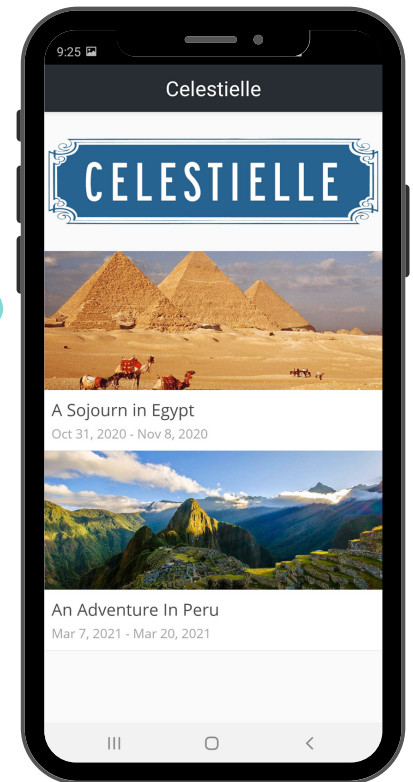 9:25
Celestielle
CELESTIELLE
A Sojourn in Egypt
Oct 31, 2020 - Nov 8, 2020
An Adventure In Peru
Mar 7, 2021 - Mar 20, 2021